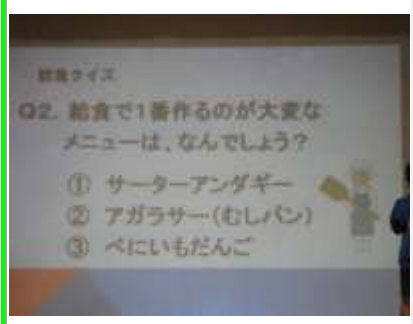 給食クイズ
Q2. 給食で1番作るのが大変な
メニューは、なんでしょう?
① サーターアンダギー
② アガラサー(むしパン)
③ べにいもだんご